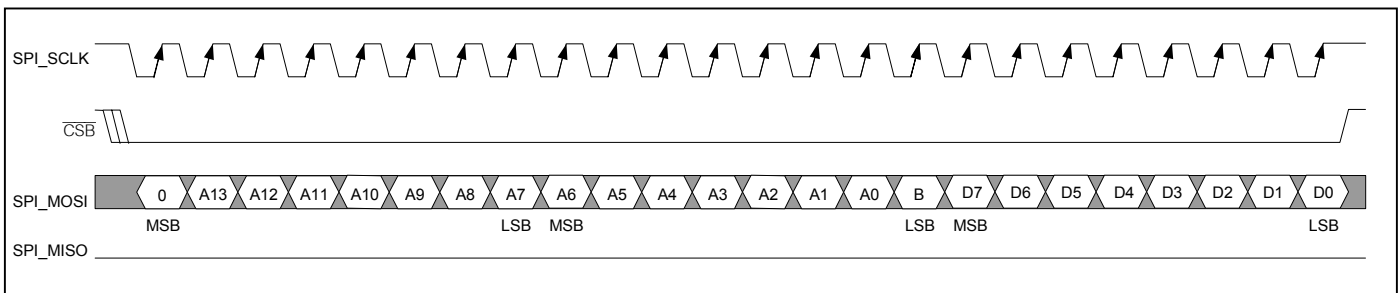 SPI_SCLK
CSB
SPI_MOSI 0 A13 A12 A11 A10 A9 A8 A7 A6 A5 A4 A3 A2 A1 A0 B D7 D6 D5 D4 D3 D2 D1 D0
MSB LSB MSB LSB MSB LSB
SPI_MISO